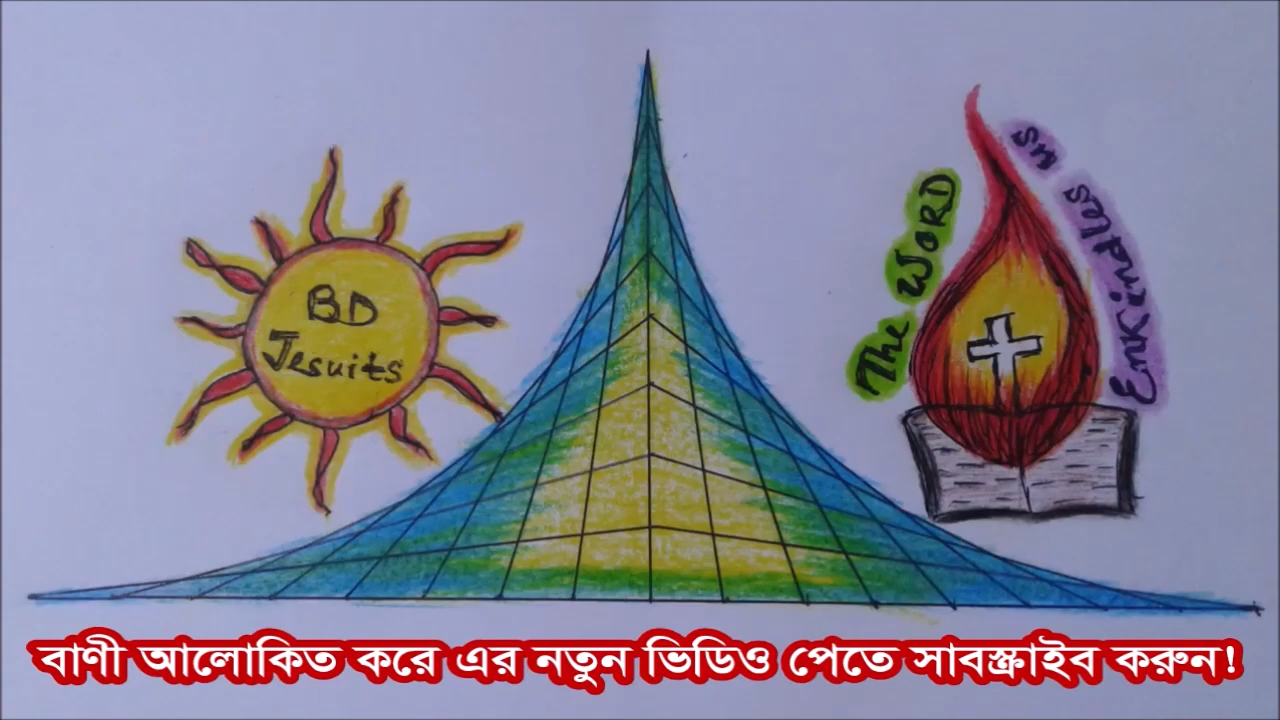 BD
Jesuits
The WORD
Enkindles us
বাণী আলোকিত করে এর নতুন ভিডিও পেতে সাবস্ক্রাইব করুন!